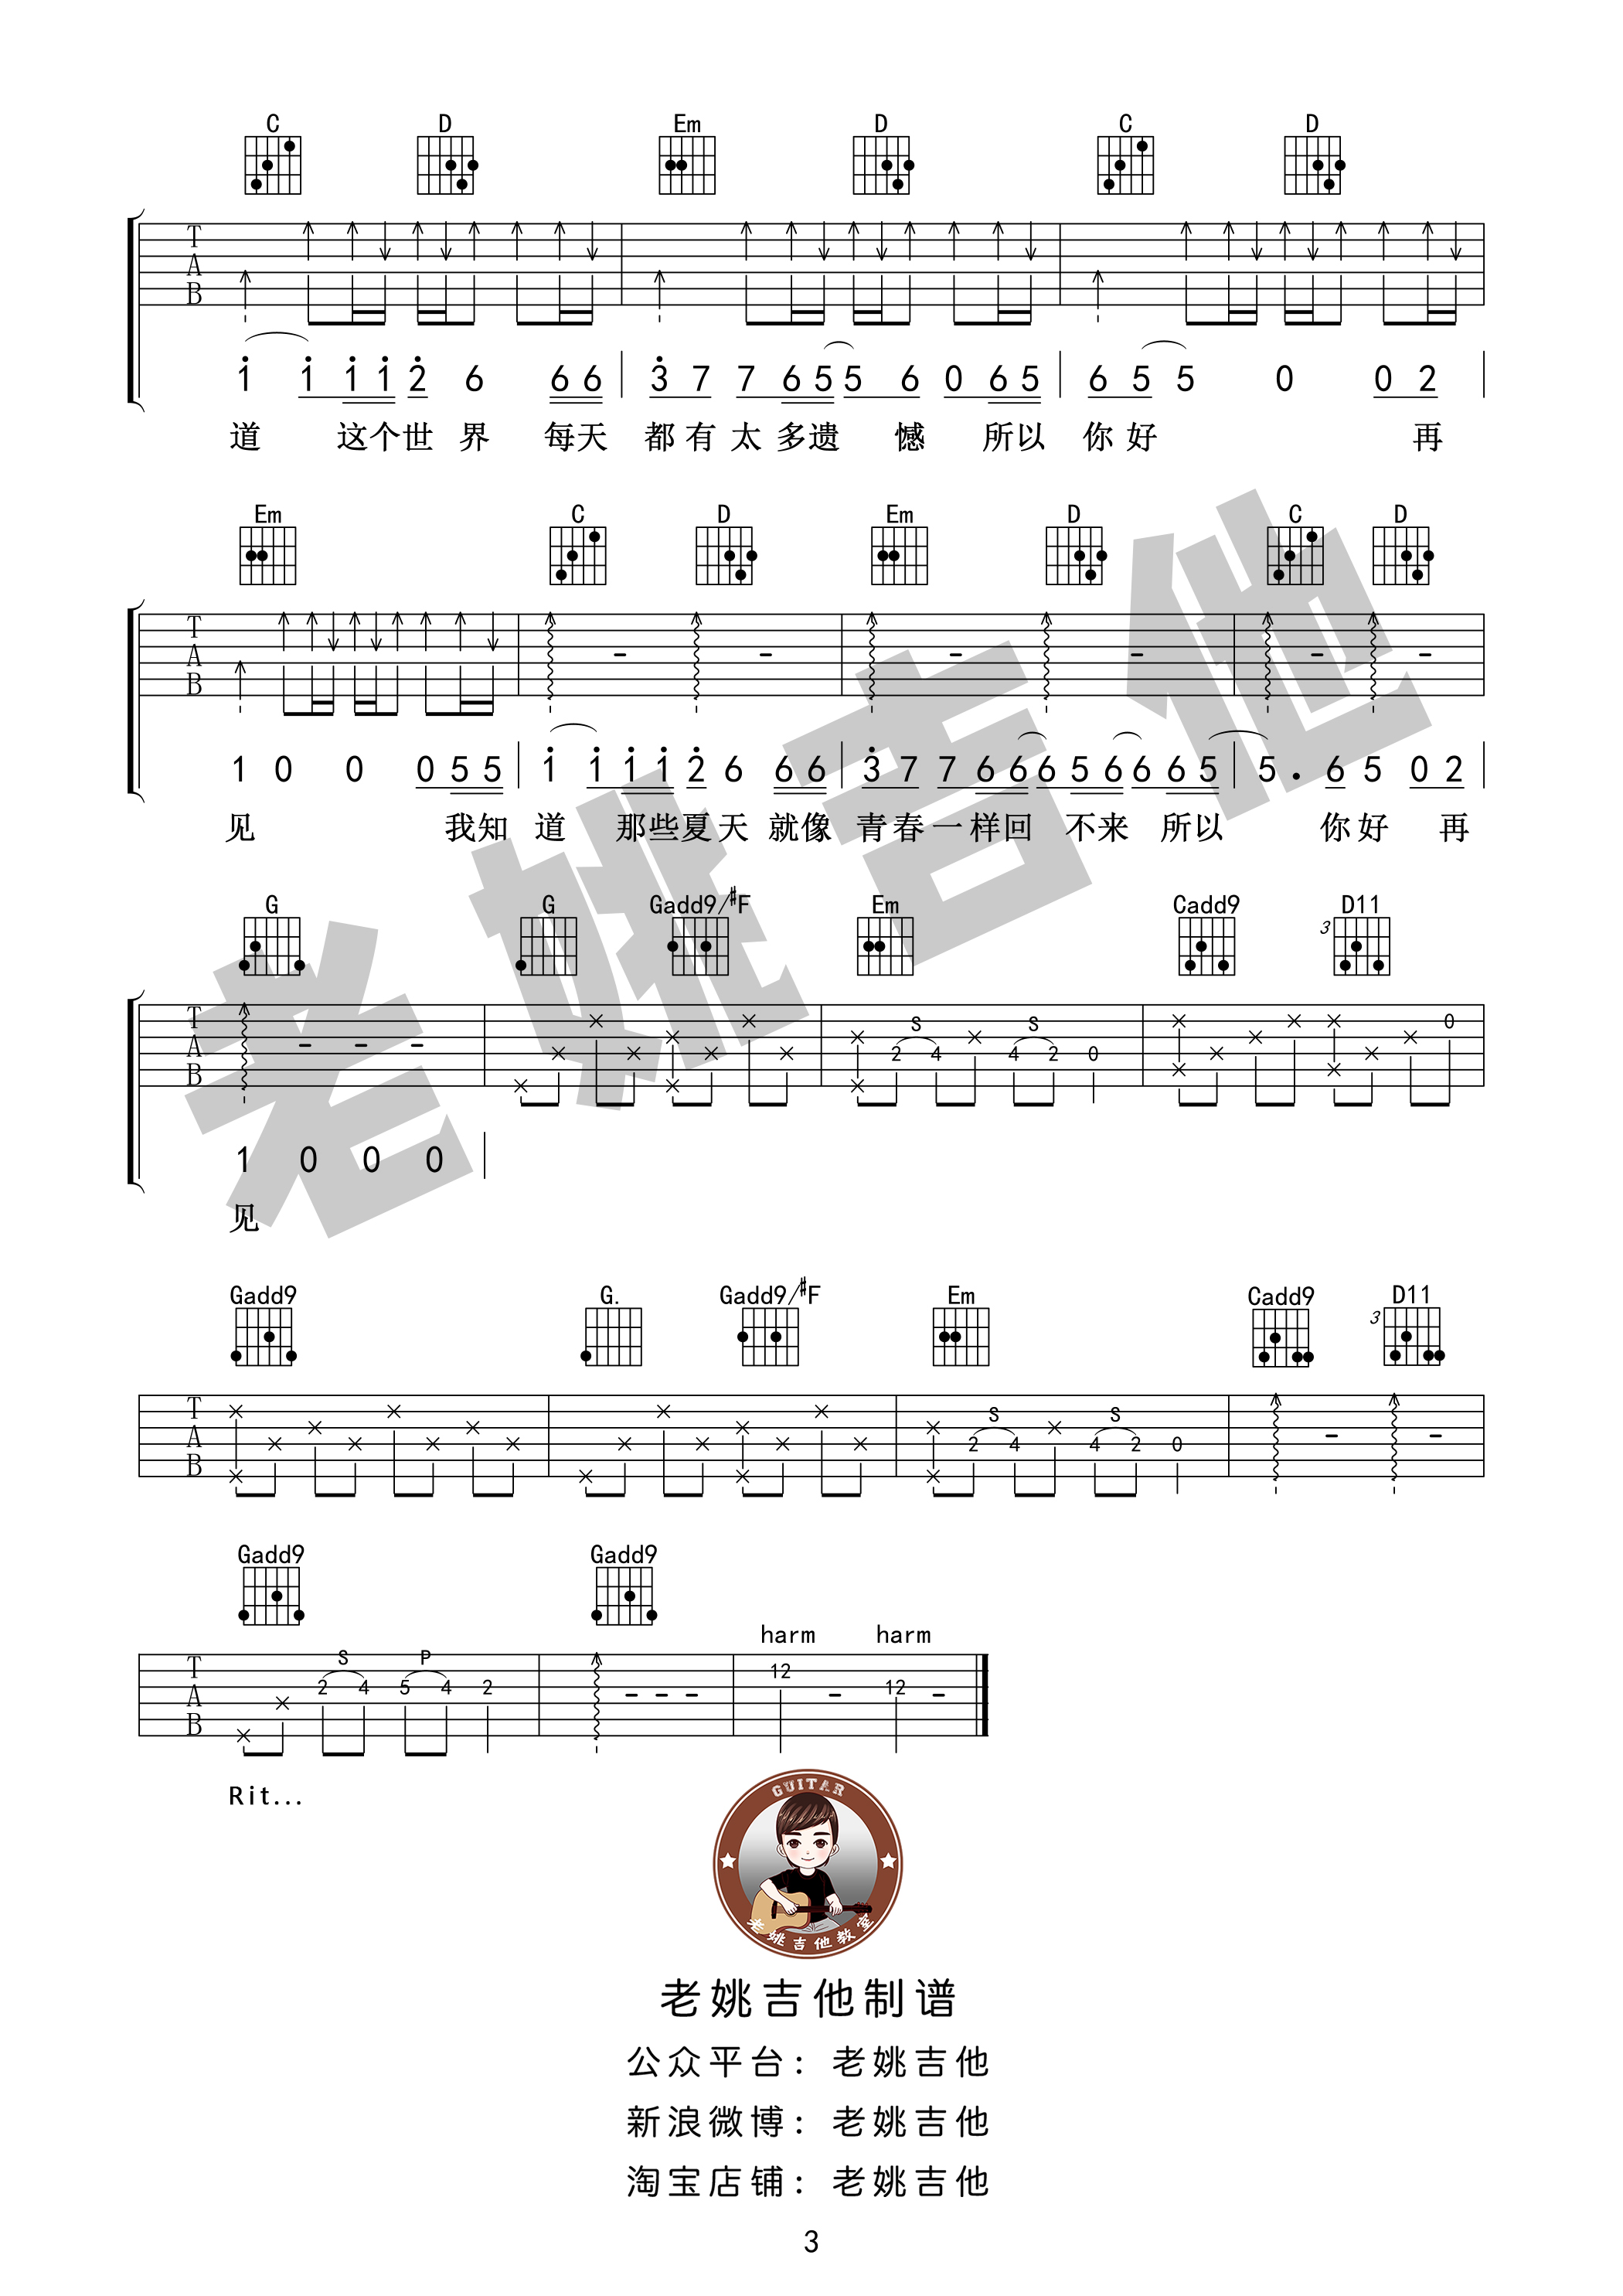 C D Em D C D
T
A
B
1 1 1 1 2 6 6 6 3 7 7 6 5 5 6 0 6 5 6 5 5 0 0 2
道 这个世 界 每天 都有太多遗 憾 所以 你好 再
Em C D Em D C D
T
A
B
1 0 0 0 5 5 1 1 1 1 2 6 6 6 3 7 7 6 6 6 5 6 6 6 5 5. 6 5 0 2
见 我知 道 那些夏天 就像 青春一样回 不来 所以 你好 再
G G Gadd9/#F Em Cadd9 D11
3
S S
T
A
B
2 4 4 2 0 0
1 0 0 0
见
Gadd9 G. Gadd9/#F Em Cadd9 D11
3
S S
T
A
B
2 4 4 2 0
Gadd9 Gadd9
harm harm
S P
T
A
B
2 4 5 4 2 12 12
Rit...
GUITAR
老姚吉他教室
老姚吉他制谱
公众平台：老姚吉他
新浪微博：老姚吉他
淘宝店铺：老姚吉他
3
老姚吉他